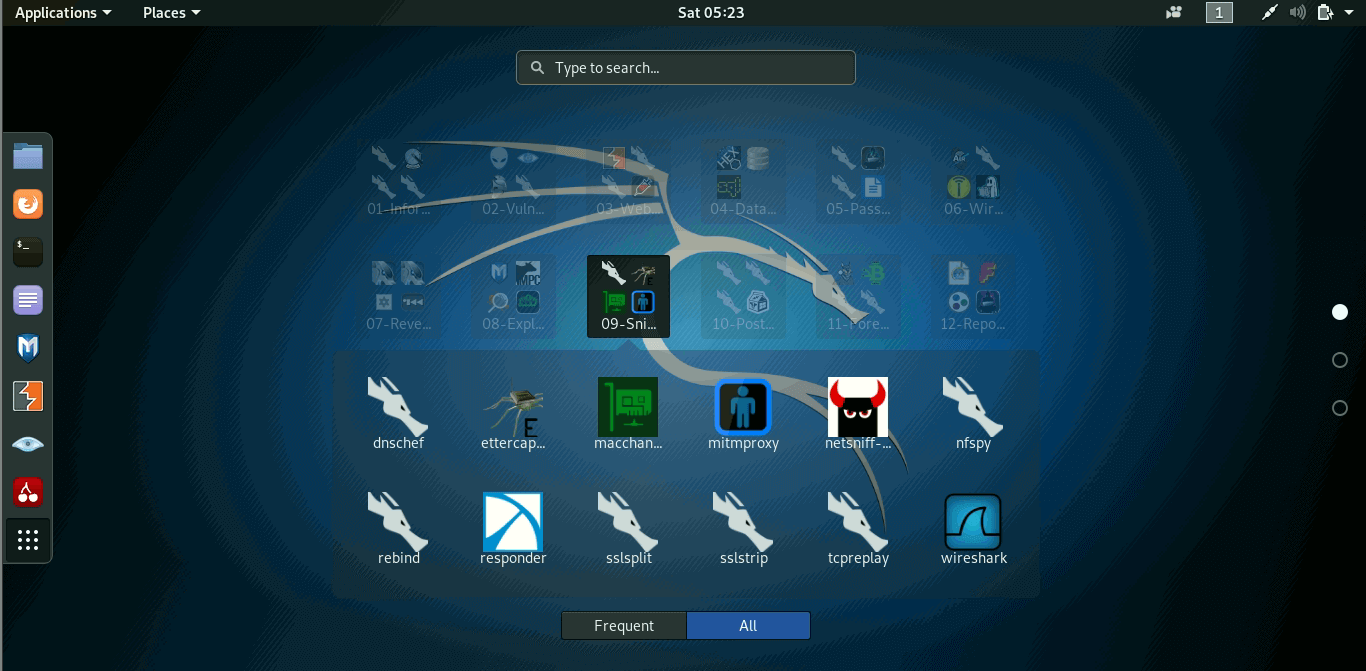 Applications Places Sat 05:23 1
Type to search...
01-Infor... 02-Vuln... 03-Web... 04-Data... 05-Pass... 06-Wir...
07-Reve... 08-Expl... 09-Sni... 10-Post... 11-Fore... 12-Repo...
dnschef ettercap... macchan... mitmproxy netsniff-... nfspy
rebind responder sslsplit sslstrip tcpreplay wireshark
Frequent All